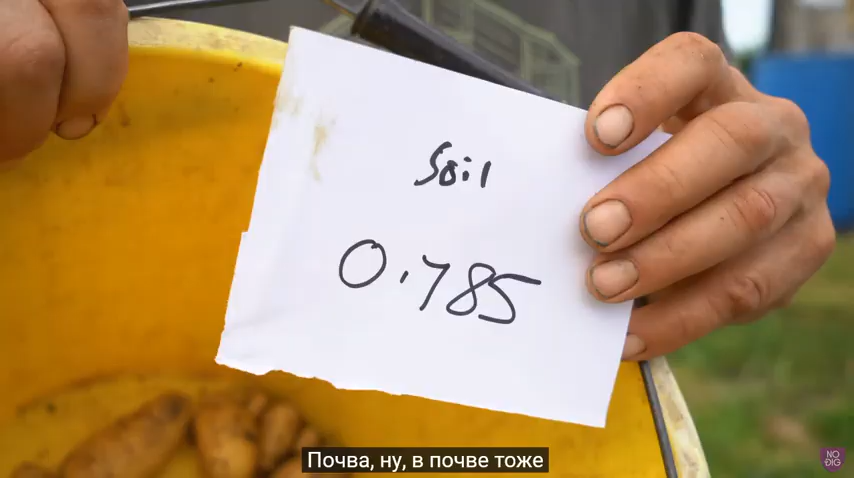 Soil
0.785
Почва, ну, в почве тоже
NO
DIG